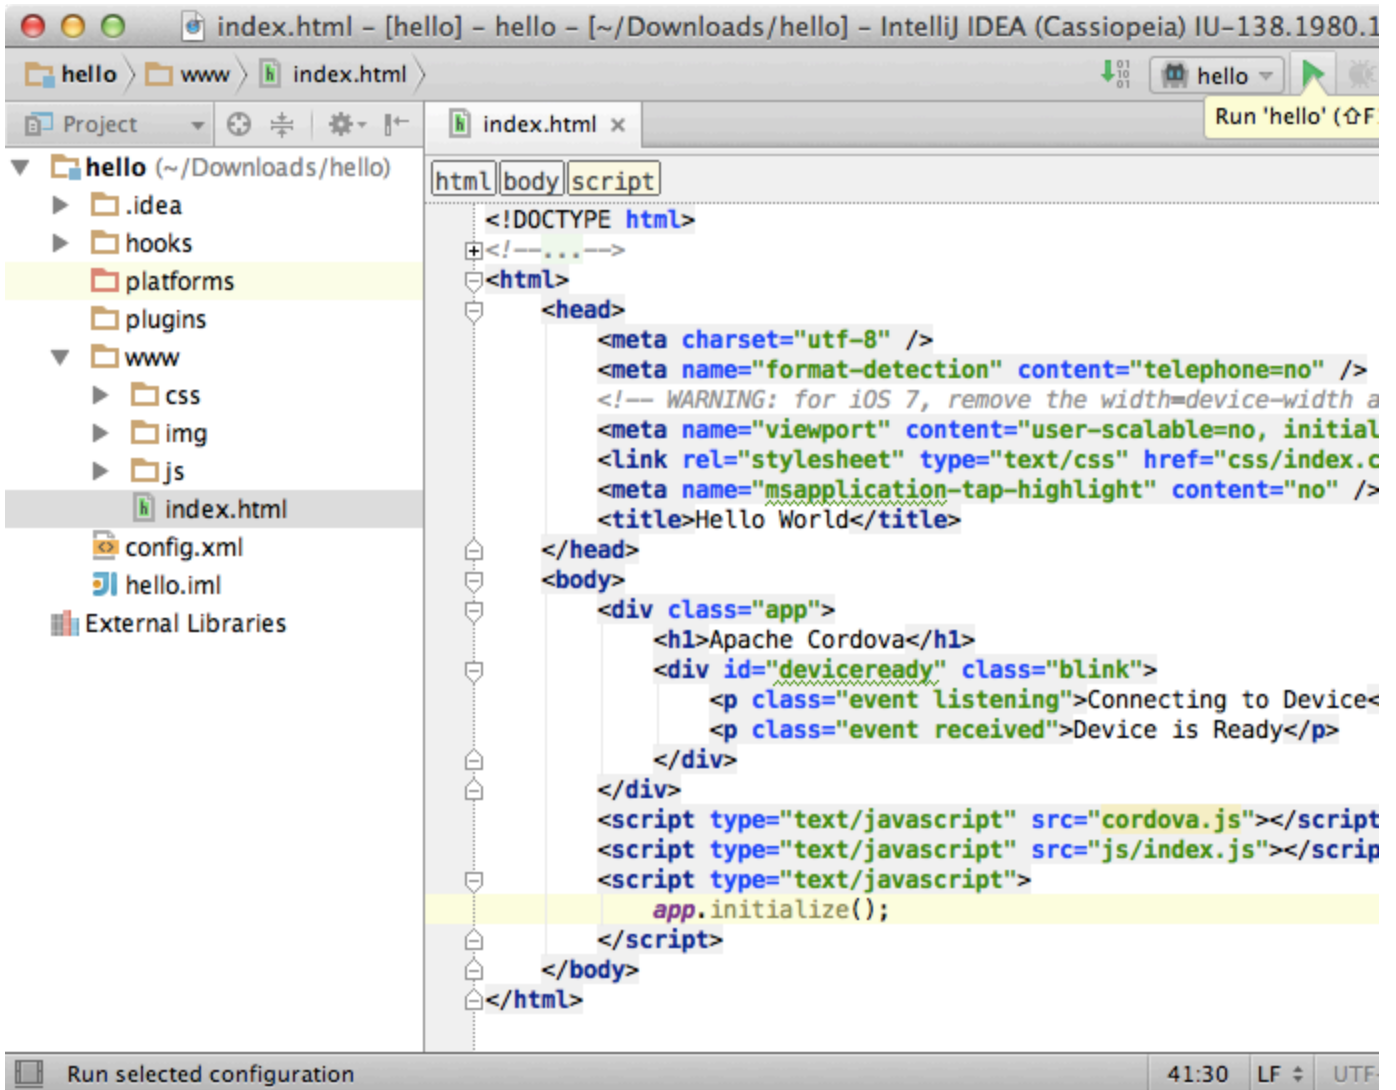 index.html – [hello] – hello – [~/Downloads/hello] – IntelliJ IDEA (Cassiopeia) IU–138.1980.1
hello www index.html hello
Run 'hello' (⇧F
Project index.html ×
hello (~/Downloads/hello)
.idea
hooks
platforms
plugins
www
css
img
js
index.html
config.xml
hello.iml
External Libraries
html body script
<!DOCTYPE html>
<!--...-->
<html>
<head>
<meta charset="utf-8" />
<meta name="format-detection" content="telephone=no" />
<!-- WARNING: for iOS 7, remove the width=device-width a
<meta name="viewport" content="user-scalable=no, initial
<link rel="stylesheet" type="text/css" href="css/index.c
<meta name="msapplication-tap-highlight" content="no" />
<title>Hello World</title>
</head>
<body>
<div class="app">
<h1>Apache Cordova</h1>
<div id="deviceready" class="blink">
<p class="event listening">Connecting to Device<
<p class="event received">Device is Ready</p>
</div>
</div>
<script type="text/javascript" src="cordova.js"></script
<script type="text/javascript" src="js/index.js"></scrip
<script type="text/javascript">
app.initialize();
</script>
</body>
</html>
Run selected configuration 41:30 LF UTF-